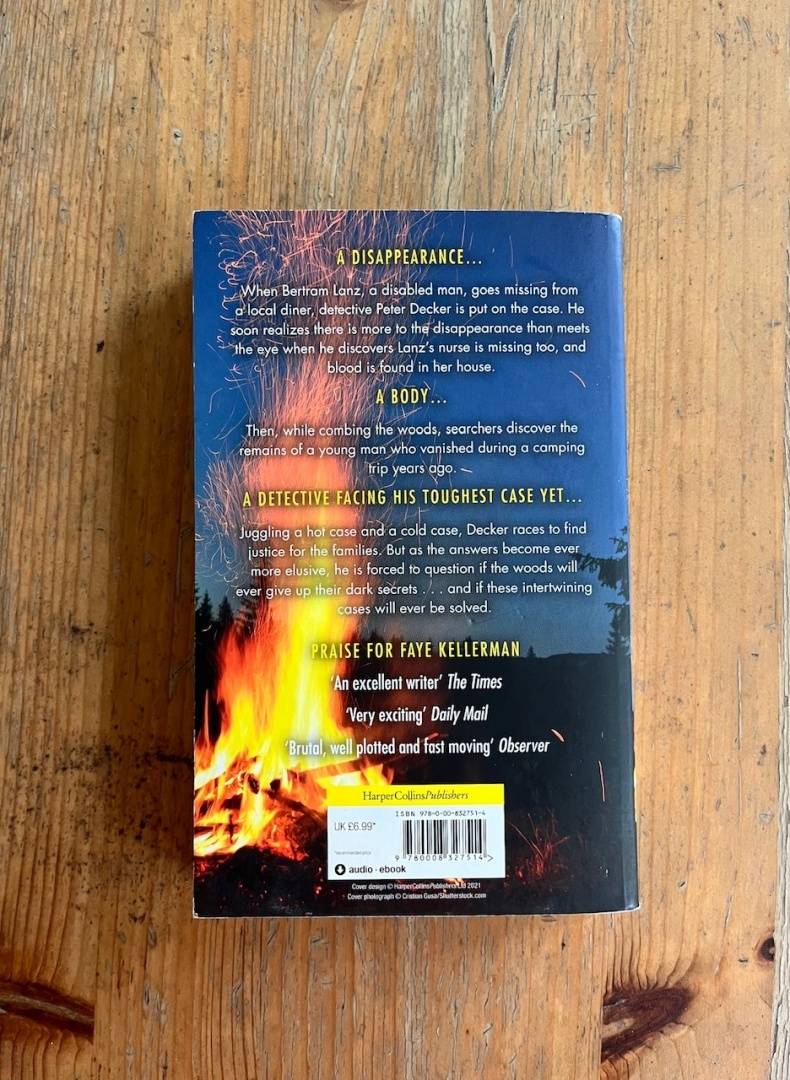 A DISAPPEARANCE...
When Bertram Lanz, a disabled man, goes missing from
a local diner, detective Peter Decker is put on the case. He
soon realizes there is more to the disappearance than meets
the eye when he discovers Lanz's nurse is missing too, and
blood is found in her house.
A BODY...
Then, while combing the woods, searchers discover the
remains of a young man who vanished during a camping
trip years ago.
A DETECTIVE FACING HIS TOUGHEST CASE YET...
Juggling a hot case and a cold case, Decker races to find
justice for the families. But as the answers become ever
more elusive, he is forced to question if the woods will
ever give up their dark secrets . . . and if these intertwining
cases will ever be solved.
PRAISE FOR FAYE KELLERMAN
'An excellent writer' The Times
'Very exciting' Daily Mail
'Brutal, well plotted and fast moving' Observer
HarperCollinsPublishers
ISBN 978-0-00-832751-4
UK £6.99*
*recommended price
9 780008 327514 >
audio · ebook
Cover design © HarperCollinsPublishers Ltd 2021
Cover photograph © Cristian Gusa/Shutterstock.com